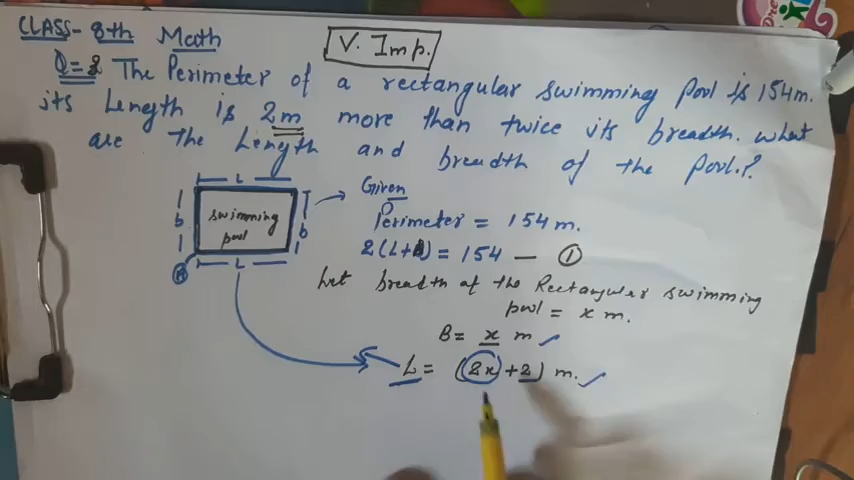 CLASS- 8th Math
V. Imp.
Q=2 The Perimeter of a rectangular swimming pool is 154m.
its Length is 2m more than twice its breadth. what
are the Length and breadth of the pool.?
L
b
swimming
pool
b
L
Given
Perimeter = 154m.
2(L+B) = 154 — ①
Let breadth of the Rectangular swimming
pool = x m.
B= x m
L= (2x+2) m.